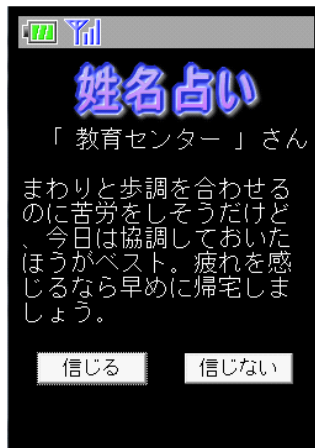 姓名占い
「 教育センター 」さん
まわりと歩調を合わせる
のに苦労をしそうだけど
、今日は協調しておいた
ほうがベスト。疲れを感
じるなら早めに帰宅しま
しょう。
信じる
信じない